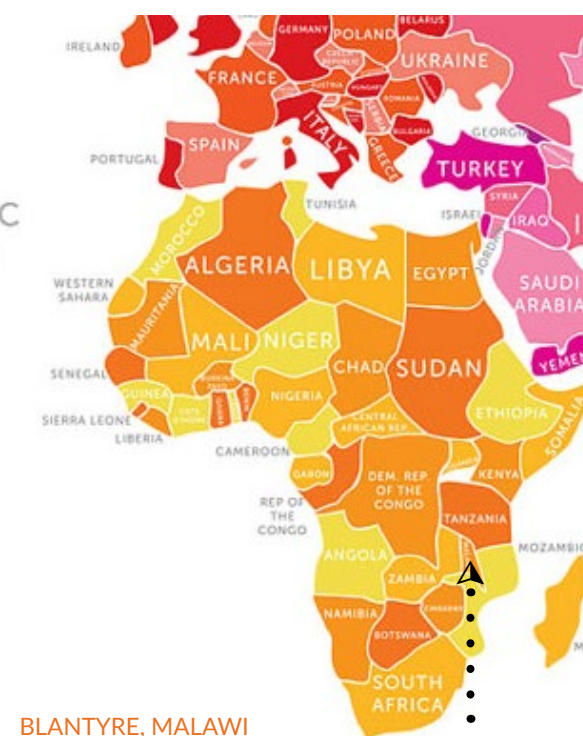 BELARUS
GERMANY
POLAND
IRELAND
UKRAINE
FRANCE
AUSTRIA
HUNGARY
ROMANIA
SERBIA
BULGARIA
ITALY
GREECE
GEORGIA
SPAIN
PORTUGAL
TURKEY
SYRIA
TUNISIA
ISRAEL
IRAQ
JORDAN
C
MOROCCO
ALGERIA
LIBYA
EGYPT
SAUDI
ARABIA
WESTERN
SAHARA
MAURITANIA
MALI
NIGER
CHAD
SUDAN
YEMEN
SENEGAL
BURKINA
FASO
GUINEA
NIGERIA
ETHIOPIA
SOMALIA
SIERRA LEONE
LIBERIA
CENTRAL
AFRICAN REP.
CAMEROON
GABON
DEM. REP.
OF THE
CONGO
KENYA
REP OF
THE
CONGO
TANZANIA
ANGOLA
MOZAMBIQ
ZAMBIA
NAMIBIA
ZIMBABWE
BOTSWANA
M
SOUTH
AFRICA
BLANTYRE, MALAWI